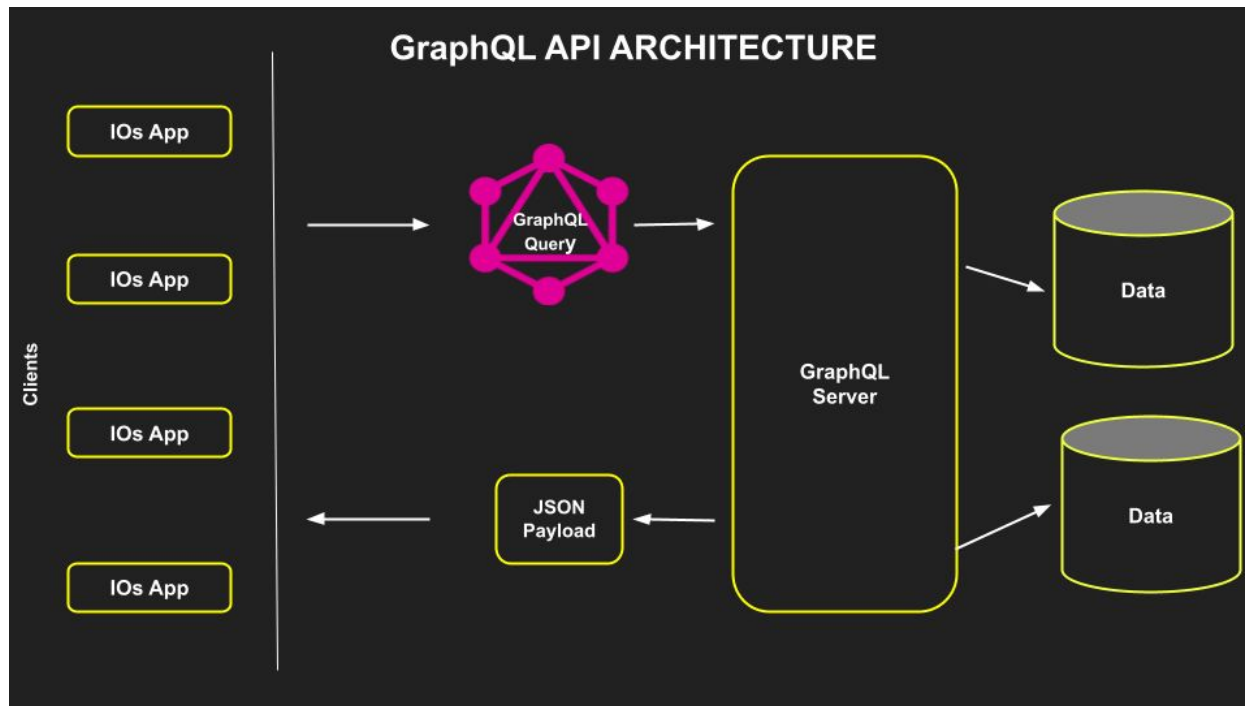 GraphQL API ARCHITECTURE
Clients
IOs App
IOs App
IOs App
IOs App
GraphQL
Query
GraphQL
Server
JSON
Payload
Data
Data